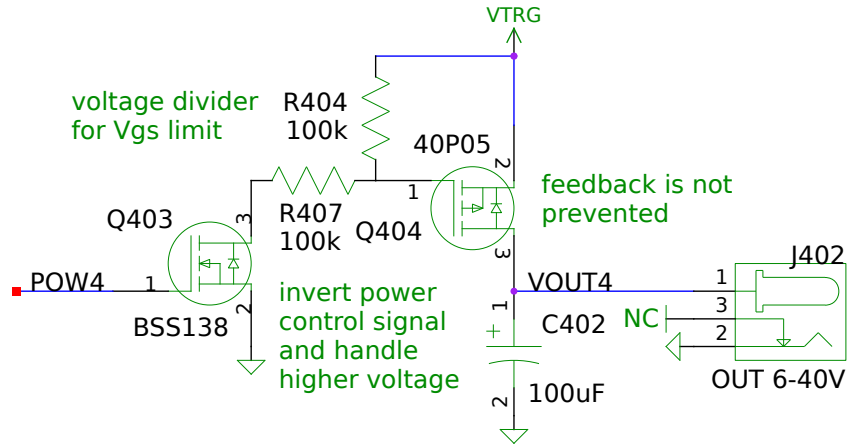 VTRG
voltage divider
for Vgs limit
R404
100k
40P05
2
1
R407
100k
Q404
3
feedback is not
prevented
Q403
3
POW4
1
2
BSS138
invert power
control signal
and handle
higher voltage
VOUT4
1
+
C402
100uF
2
J402
1
3
NC
2
OUT 6-40V